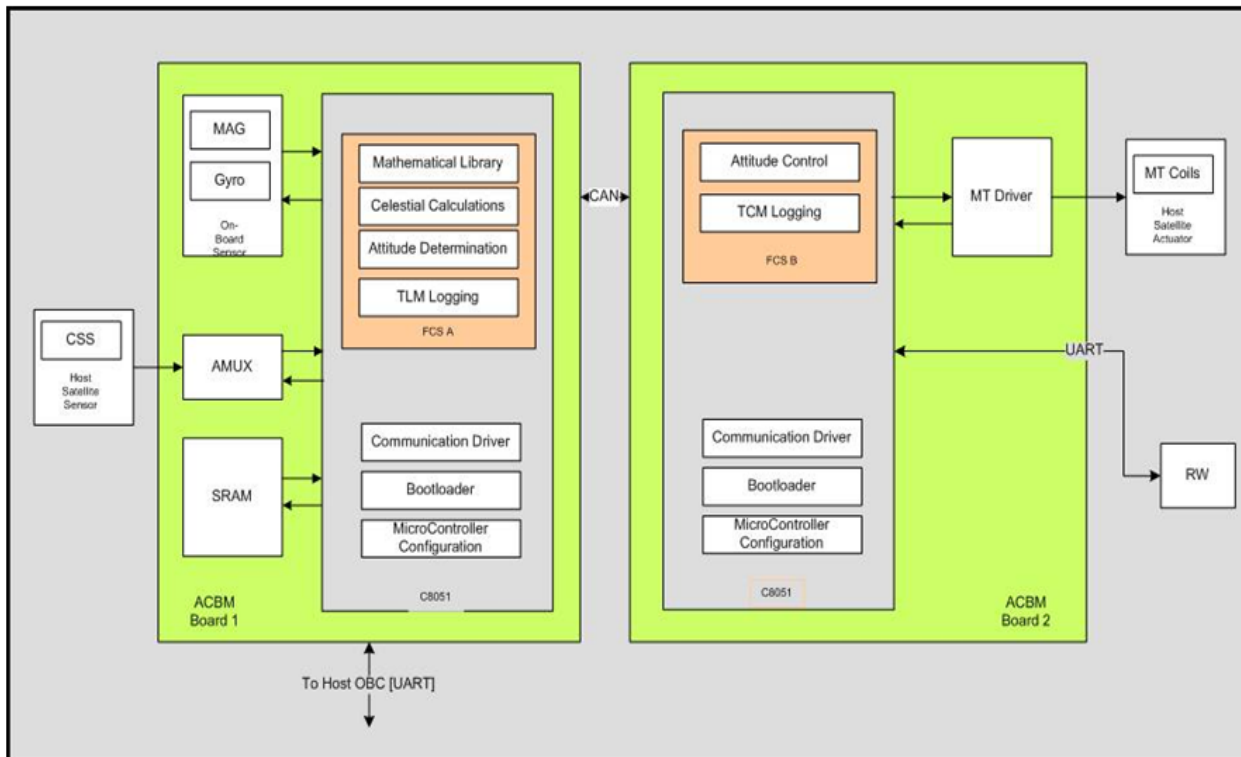 MAG
Gyro
On-
Board
Sensor
CSS
Host
Satellite
Sensor
AMUX
SRAM
Mathematical Library
Celestial Calculations
Attitude Determination
TLM Logging
FCS A
Communication Driver
Bootloader
MicroController
Configuration
C8051
ACBM
Board 1
To Host OBC [UART]
CAN
Attitude Control
TCM Logging
FCS B
Communication Driver
Bootloader
MicroController
Configuration
C8051
ACBM
Board 2
MT Driver
MT Coils
Host
Satellite
Actuator
UART
RW